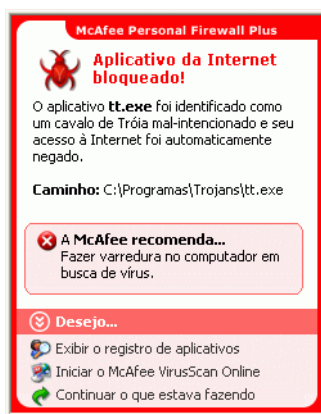 McAfee Personal Firewall Plus
Aplicativo da Internet
bloqueado!
O aplicativo tt.exe foi identificado como
um cavalo de Tróia mal-intencionado e seu
acesso à Internet foi automaticamente
negado.
Caminho: C:\Programas\Trojans\tt.exe
A McAfee recomenda...
Fazer varredura no computador em
busca de vírus.
Desejo...
Exibir o registro de aplicativos
Iniciar o McAfee VirusScan Online
Continuar o que estava fazendo